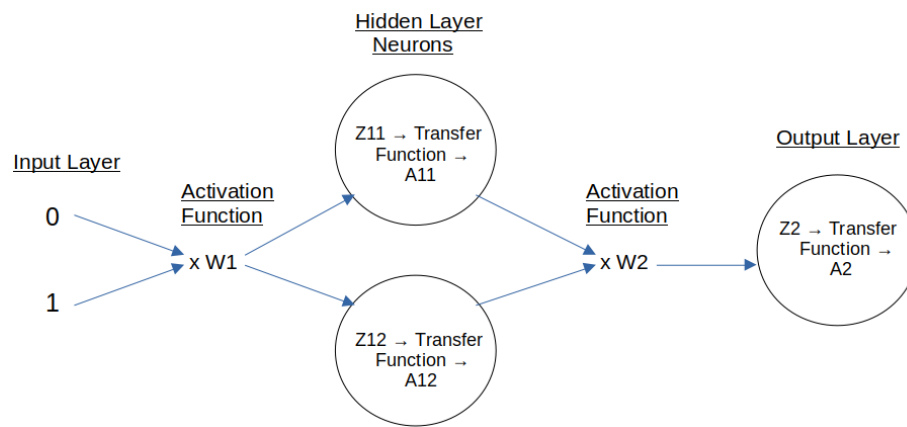 Hidden Layer
Neurons
Z11 → Transfer
Function →
A11
Output Layer
Input Layer
Activation
Function
Activation
Function
0
Z2 → Transfer
Function →
A2
x W1
x W2
1
Z12 → Transfer
Function →
A12